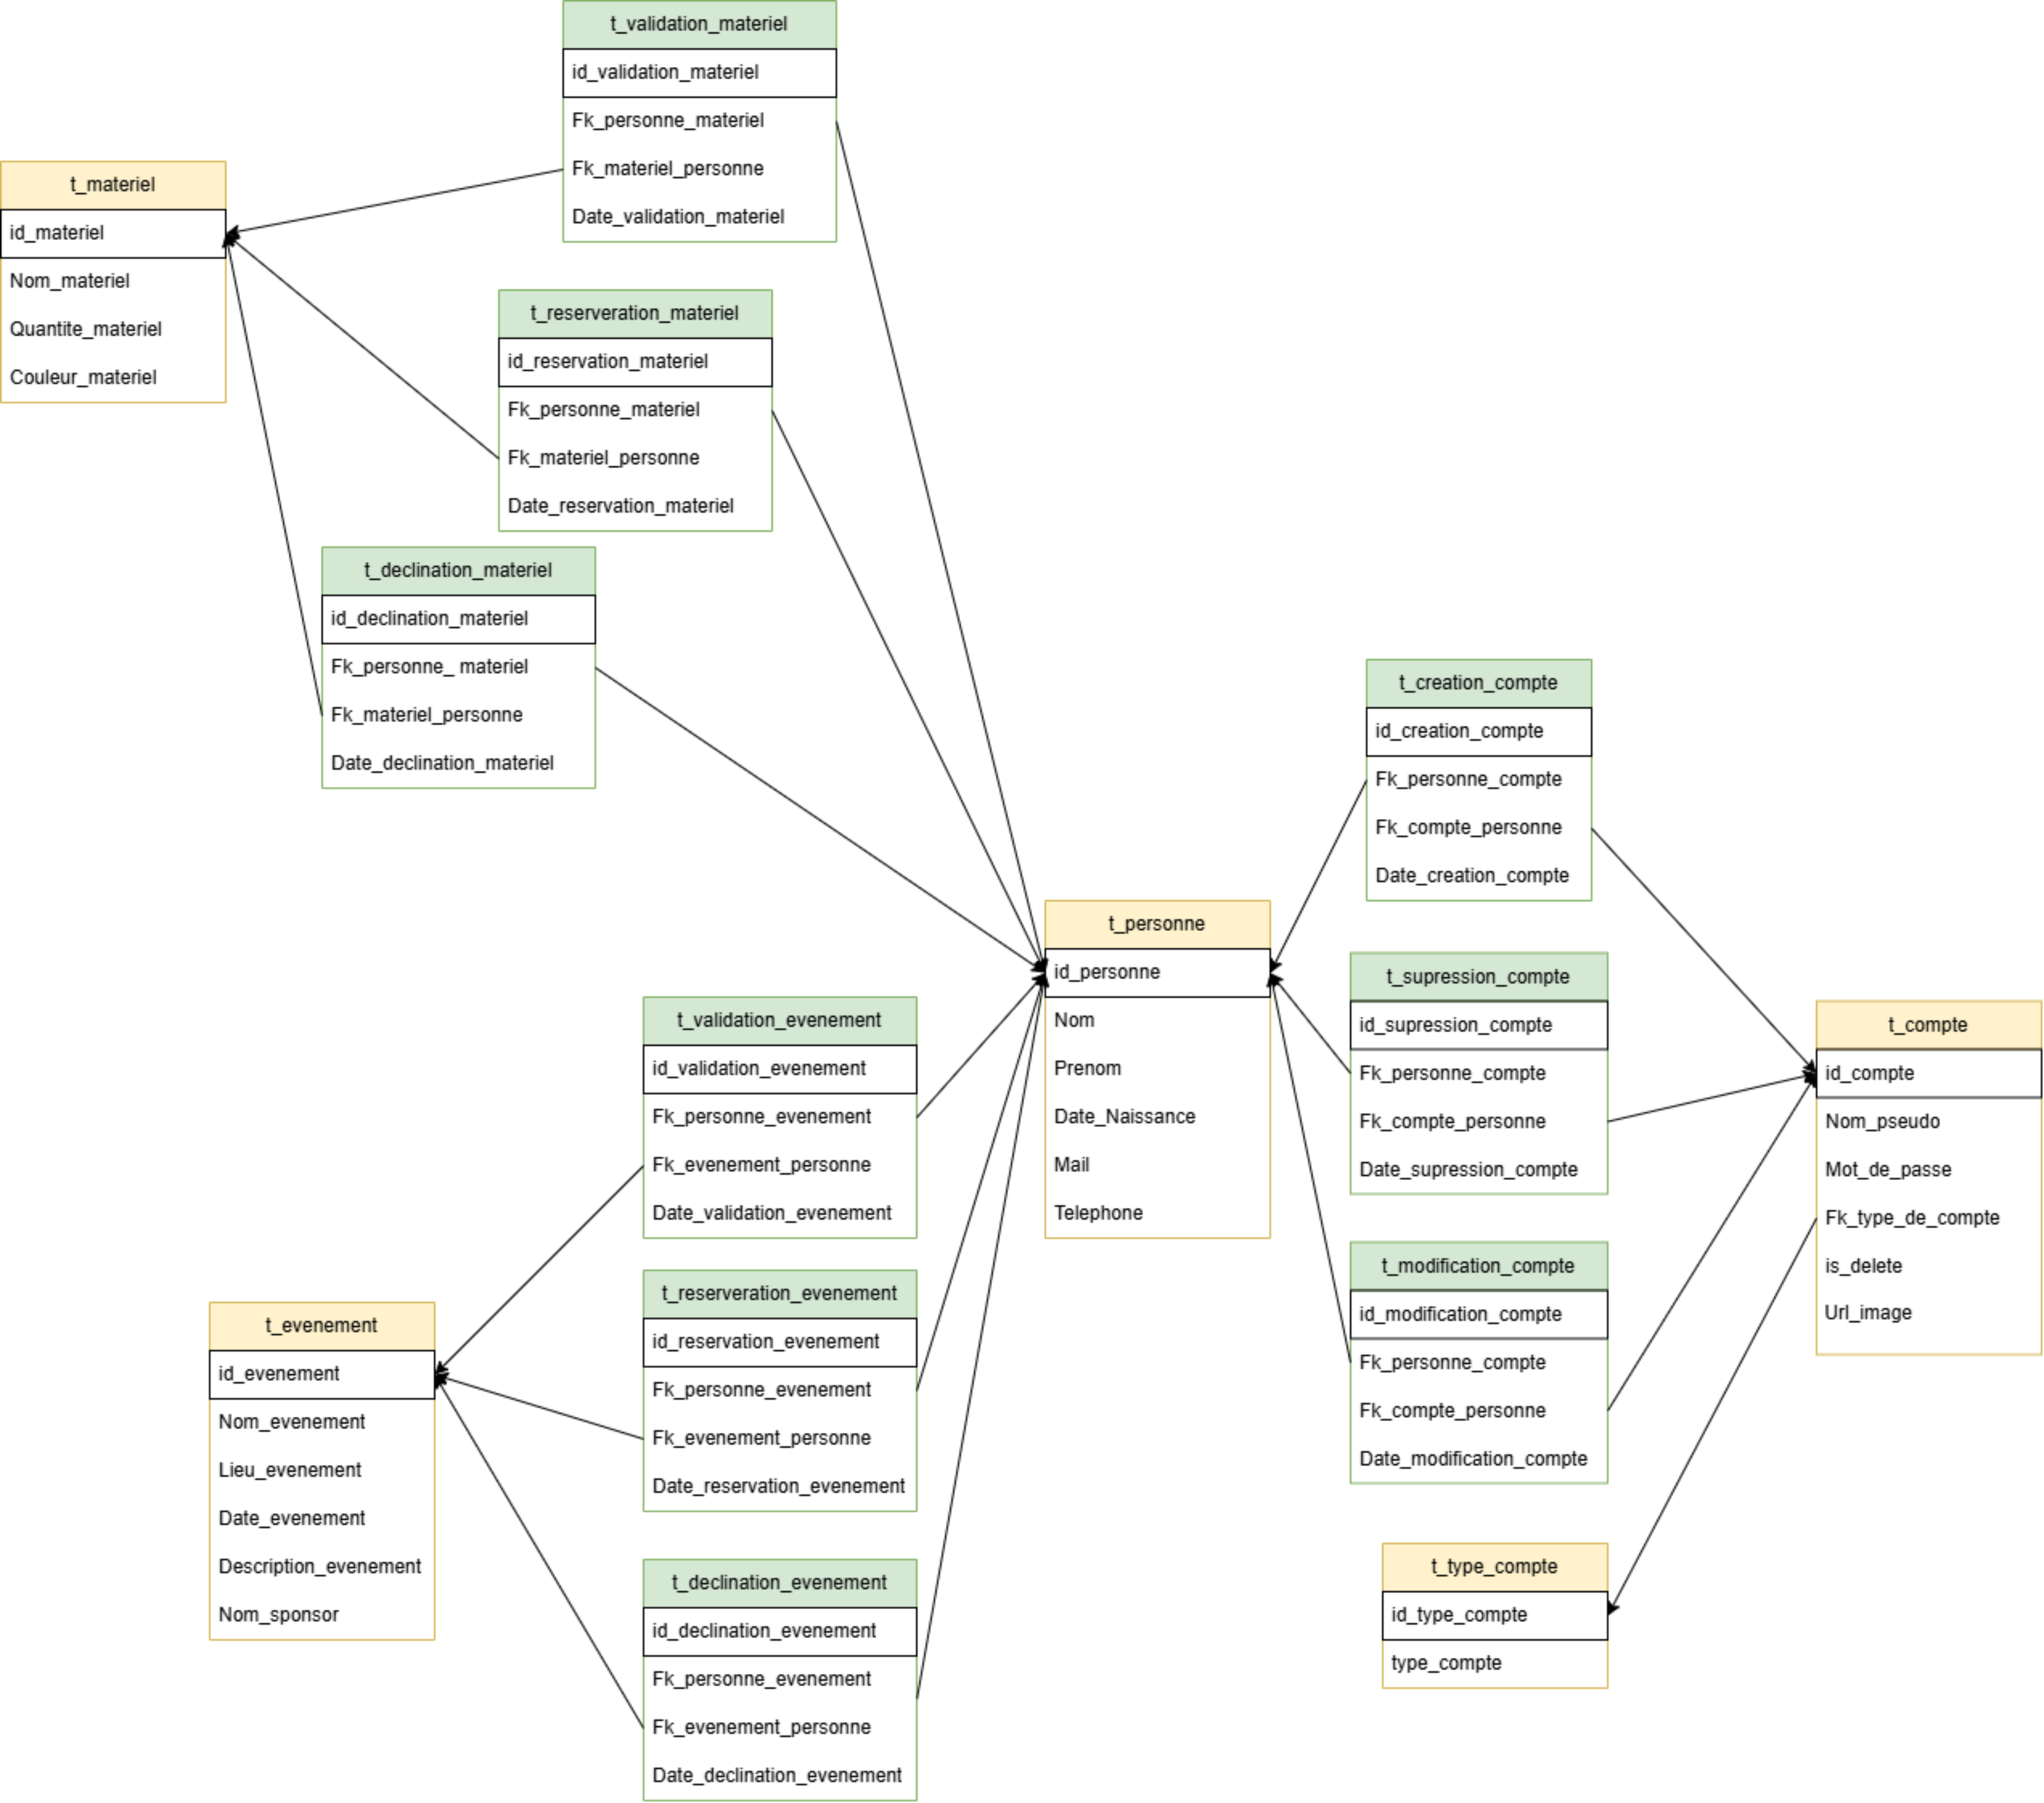 t_validation_materiel
id_validation_materiel
Fk_personne_materiel
Fk_materiel_personne
Date_validation_materiel
t_materiel
id_materiel
Nom_materiel
Quantite_materiel
Couleur_materiel
t_reserveration_materiel
id_reservation_materiel
Fk_personne_materiel
Fk_materiel_personne
Date_reservation_materiel
t_declination_materiel
id_declination_materiel
Fk_personne_ materiel
Fk_materiel_personne
Date_declination_materiel
t_creation_compte
id_creation_compte
Fk_personne_compte
Fk_compte_personne
Date_creation_compte
t_personne
id_personne
Nom
Prenom
Date_Naissance
Mail
Telephone
t_supression_compte
id_supression_compte
Fk_personne_compte
Fk_compte_personne
Date_supression_compte
t_compte
id_compte
Nom_pseudo
Mot_de_passe
Fk_type_de_compte
is_delete
Url_image
t_validation_evenement
id_validation_evenement
Fk_personne_evenement
Fk_evenement_personne
Date_validation_evenement
t_modification_compte
id_modification_compte
Fk_personne_compte
Fk_compte_personne
Date_modification_compte
t_reserveration_evenement
id_reservation_evenement
Fk_personne_evenement
Fk_evenement_personne
Date_reservation_evenement
t_evenement
id_evenement
Nom_evenement
Lieu_evenement
Date_evenement
Description_evenement
Nom_sponsor
t_type_compte
id_type_compte
type_compte
t_declination_evenement
id_declination_evenement
Fk_personne_evenement
Fk_evenement_personne
Date_declination_evenement